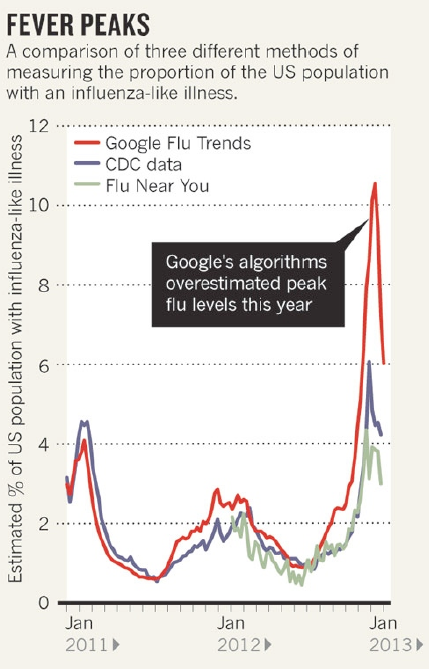 FEVER PEAKS
A comparison of three different methods of
measuring the proportion of the US population
with an influenza-like illness.
Estimated % of US population with influenza-like illness
12
10
8
6
4
2
0
Google Flu Trends
CDC data
Flu Near You
Google's algorithms
overestimated peak
flu levels this year
Jan Jan Jan
2011 2012 2013